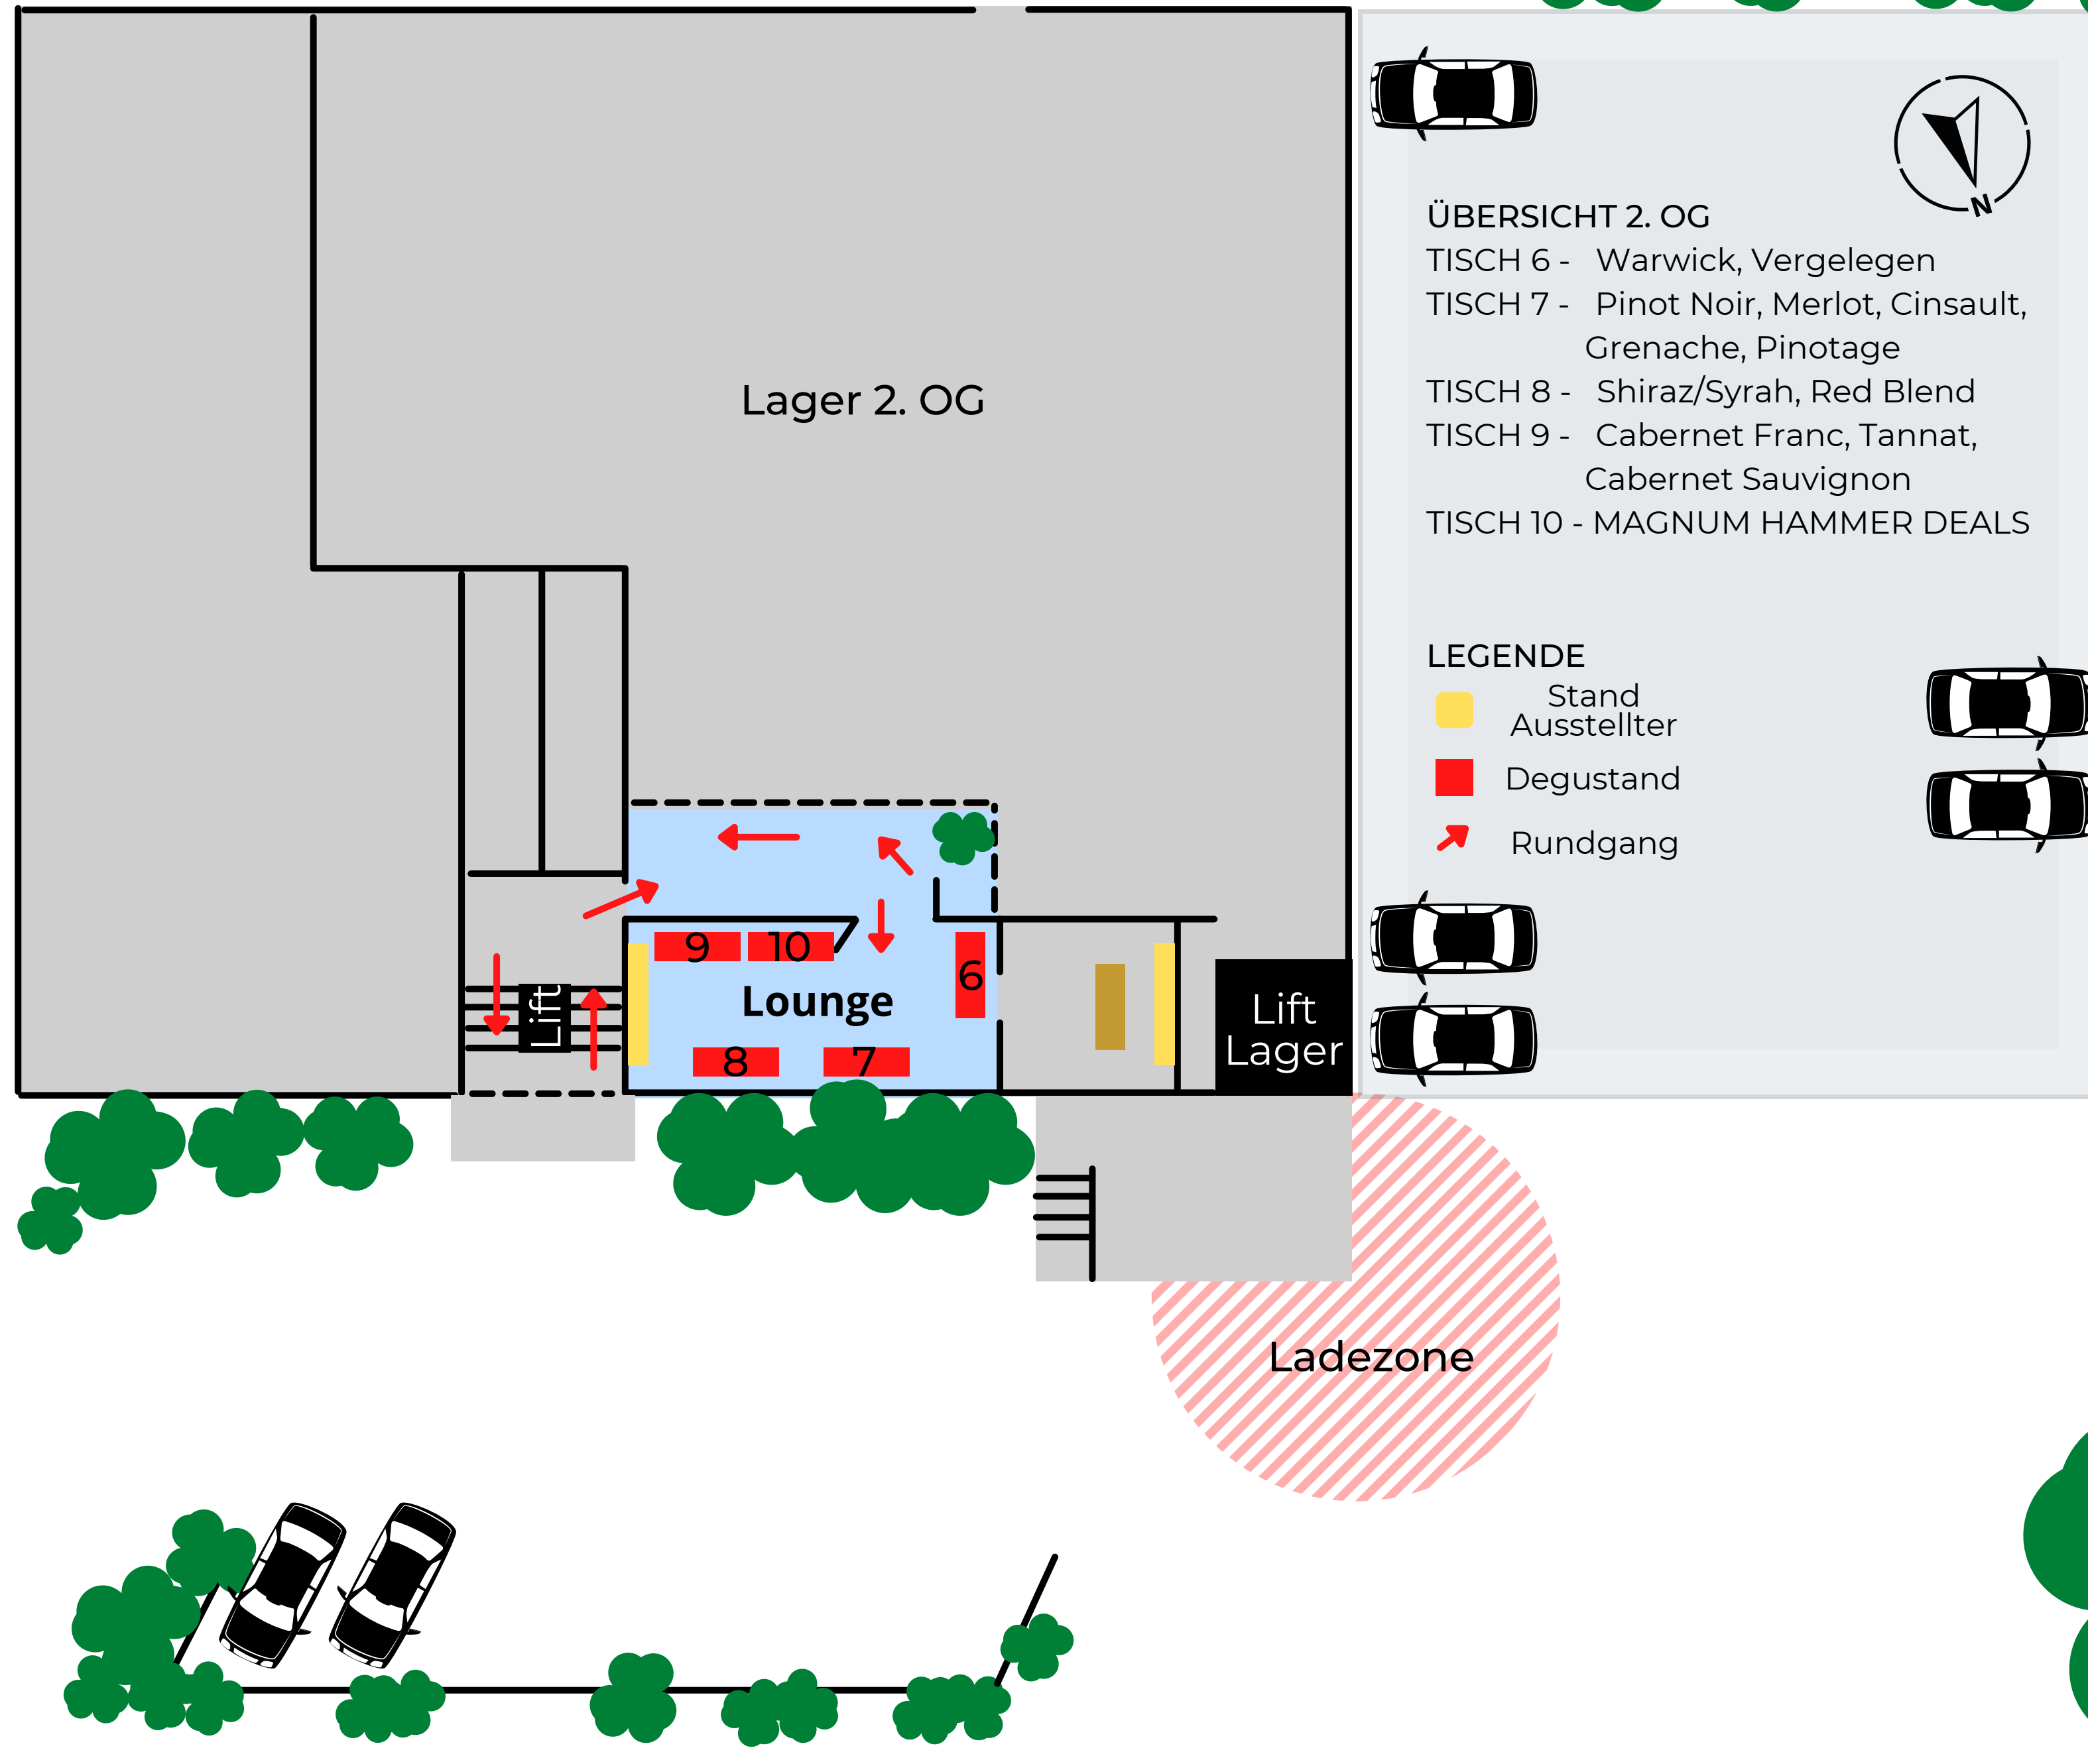 N
ÜBERSICHT 2. OG
TISCH 6 - Warwick, Vergelegen
TISCH 7 - Pinot Noir, Merlot, Cinsault,
Grenache, Pinotage
TISCH 8 - Shiraz/Syrah, Red Blend
TISCH 9 - Cabernet Franc, Tannat,
Cabernet Sauvignon
TISCH 10 - MAGNUM HAMMER DEALS
Lager 2. OG
LEGENDE
Stand
Ausstellter
Degustand
Rundgang
9
10
6
Lounge
Lift
8
7
Lift
Lager
Ladezone